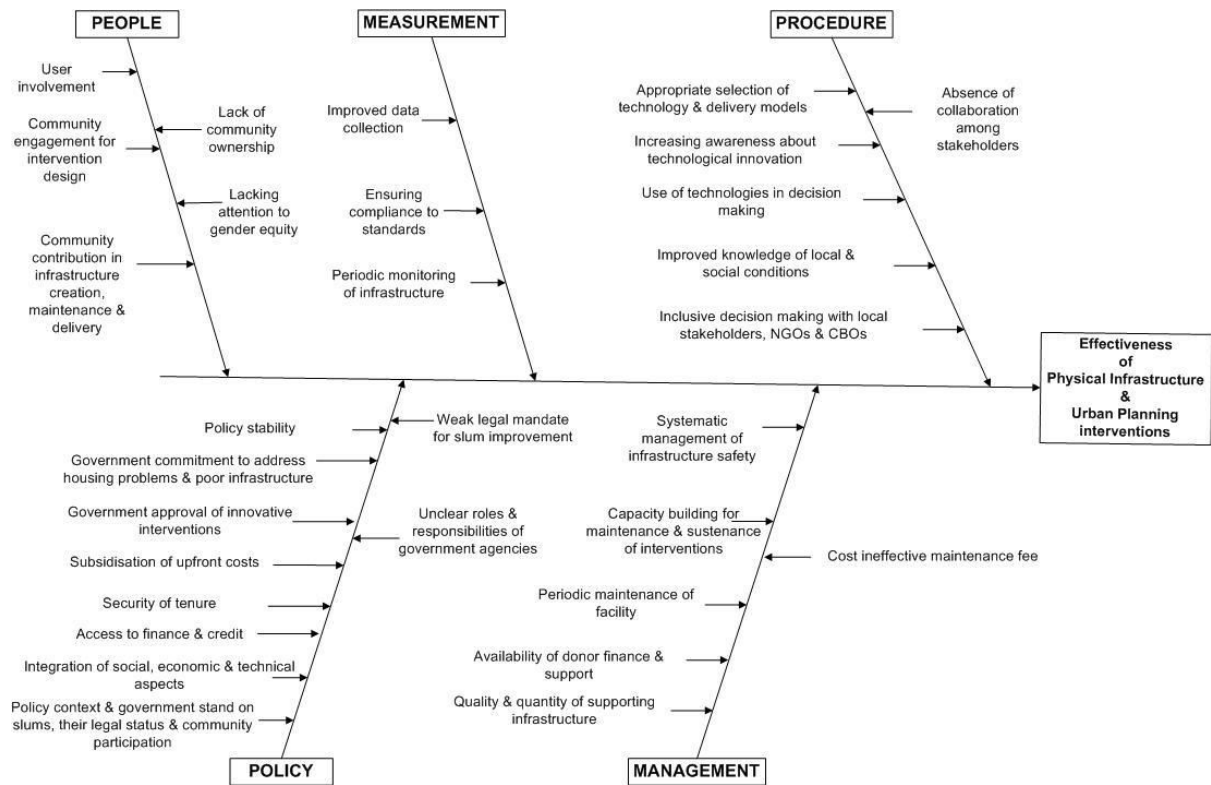 PEOPLE
MEASUREMENT
PROCEDURE
User
involvement
Lack of
community
ownership
Community
engagement for
intervention
design
Lacking
attention to
gender equity
Community
contribution in
infrastructure
creation,
maintenance &
delivery
Improved data
collection
Ensuring
compliance to
standards
Periodic monitoring
of infrastructure
Appropriate selection of
technology & delivery models
Absence of
collaboration
among
stakeholders
Increasing awareness about
technological innovation
Use of technologies in decision
making
Improved knowledge of local &
social conditions
Inclusive decision making with local
stakeholders, NGOs & CBOs
Effectiveness
of
Physical Infrastructure
&
Urban Planning
interventions
Policy stability
Weak legal mandate
for slum improvement
Government commitment to address
housing problems & poor infrastructure
Government approval of innovative
interventions
Unclear roles &
responsibilities of
government agencies
Subsidisation of upfront costs
Security of tenure
Access to finance & credit
Integration of social, economic & technical
aspects
Policy context & government stand on
slums, their legal status & community
participation
Systematic
management of
infrastructure safety
Capacity building for
maintenance & sustenance
of interventions
Cost ineffective maintenance fee
Periodic maintenance of
facility
Availability of donor finance &
support
Quality & quantity of supporting
infrastructure
POLICY
MANAGEMENT